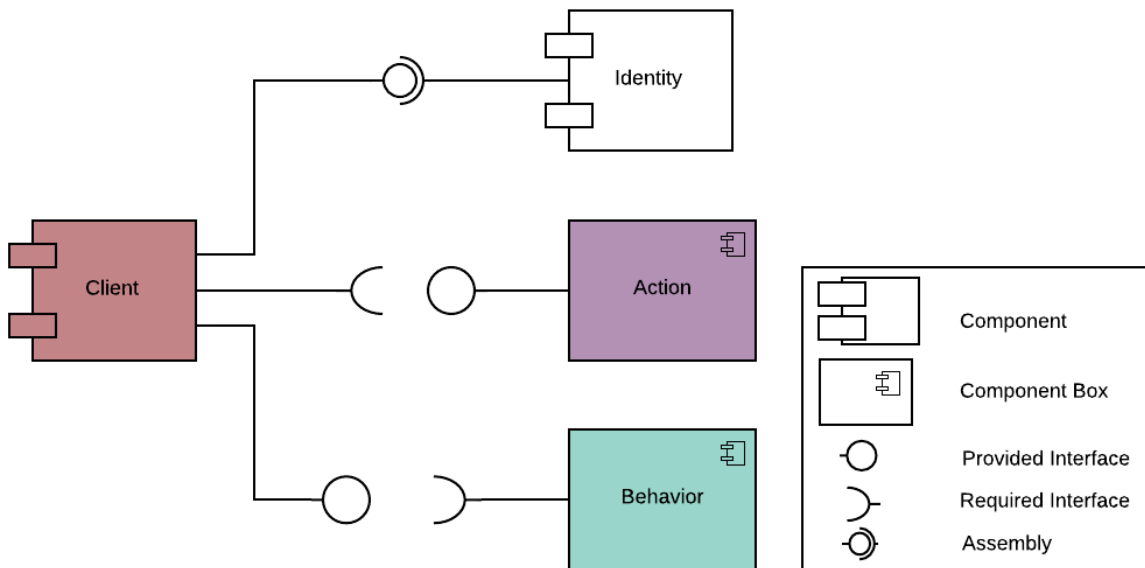 Identity
Client
Action
Behavior
Component
Component Box
Provided Interface
Required Interface
Assembly